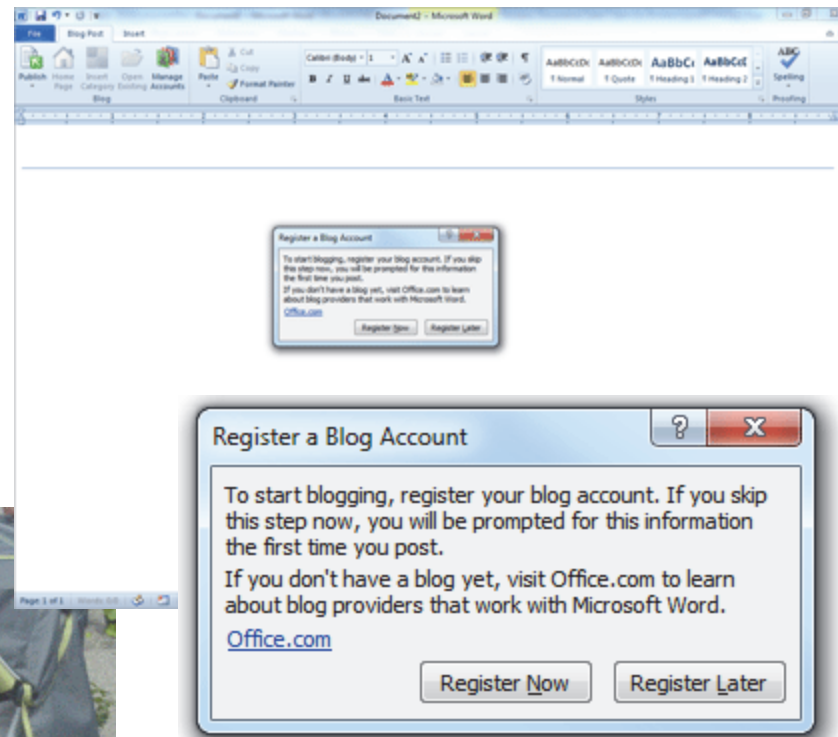 Document2 - Microsoft Word
File Blog Post Insert
Publish Home Page Insert Category Open Existing Manage Accounts
Blog
Paste Cut
Copy
Format Painter
Clipboard
Calibri (Body) 1
B I U abc A
Basic Text
AaBbCcDc AaBbCcDc AaBbCc AaBbCcI
¶ Normal ¶ Quote ¶ Heading 1 ¶ Heading 2
Styles
ABC
Spelling
Proofing
Register a Blog Account
To start blogging, register your blog account. If you skip
this step now, you will be prompted for this information
the first time you post.
If you don't have a blog yet, visit Office.com to learn
about blog providers that work with Microsoft Word.
Office.com
Register Now Register Later
Register a Blog Account
To start blogging, register your blog account. If you skip
this step now, you will be prompted for this information
the first time you post.
If you don't have a blog yet, visit Office.com to learn
about blog providers that work with Microsoft Word.
Office.com
Register Now Register Later
Page 1 of 1